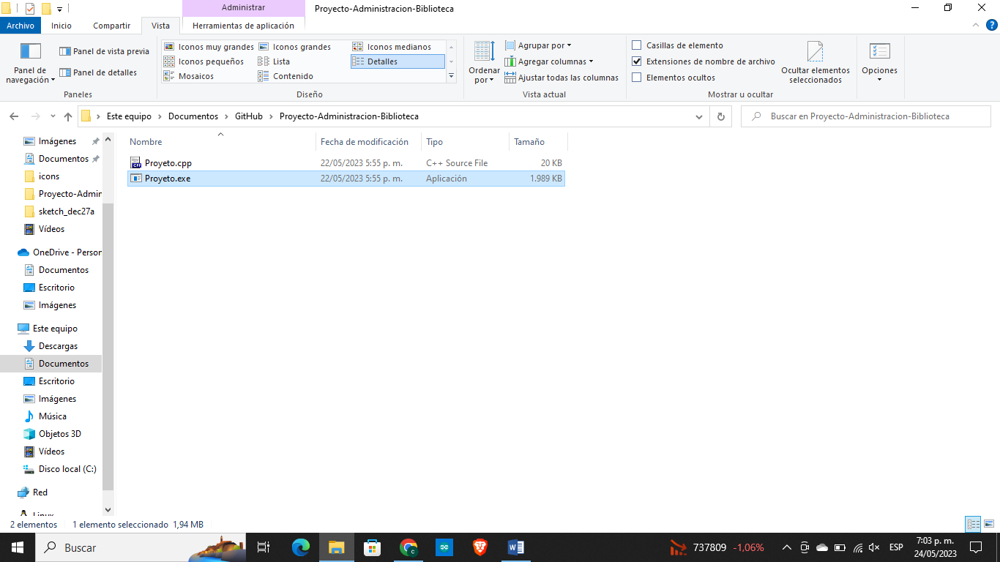 Administrar
Proyecto-Administracion-Biblioteca
Archivo Inicio Compartir Vista Herramientas de aplicación
Panel de navegación
Panel de vista previa
Panel de detalles
Paneles
Iconos muy grandes Iconos grandes Iconos medianos
Iconos pequeños Lista Detalles
Mosaicos Contenido
Diseño
Ordenar por
Agrupar por
Agregar columnas
Ajustar todas las columnas
Vista actual
Casillas de elemento
Extensiones de nombre de archivo
Elementos ocultos
Ocultar elementos seleccionados
Mostrar u ocultar
Opciones
Este equipo > Documentos > GitHub > Proyecto-Administracion-Biblioteca
Buscar en Proyecto-Administracion-Biblioteca
Imágenes
Documentos
icons
Proyecto-Admir
sketch_dec27a
Vídeos
OneDrive - Person
Documentos
Escritorio
Imágenes
Este equipo
Descargas
Documentos
Escritorio
Imágenes
Música
Objetos 3D
Vídeos
Disco local (C:)
Red
Linux
Nombre Fecha de modificación Tipo Tamaño
Proyeto.cpp 22/05/2023 5:55 p. m. C++ Source File 20 KB
Proyeto.exe 22/05/2023 5:55 p. m. Aplicación 1.989 KB
2 elementos 1 elemento seleccionado 1,94 MB
Buscar
737809 -1,06%
ESP
7:03 p. m.
24/05/2023